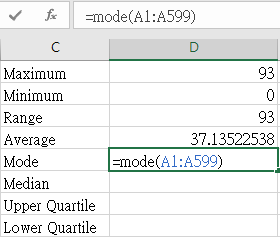 =mode(A1:A599)
C D
Maximum 93
Minimum 0
Range 93
Average 37.13522538
Mode =mode(A1:A599)
Median
Upper Quartile
Lower Quartile